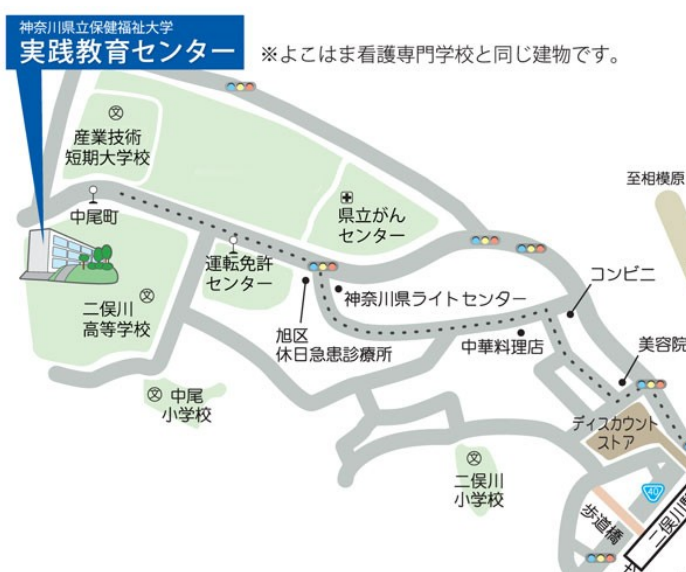 神奈川県立保健福祉大学
実践教育センター
※よこはま看護専門学校と同じ建物です。
産業技術
短期大学校
至相模原
中尾町
県立がん
センター
運転免許
センター
コンビニ
神奈川県ライトセンター
二俣川
高等学校
旭区
休日急患診療所
中華料理店
美容院
中尾
小学校
ディスカウント
ストア
二俣川
小学校
40
歩道橋
二俣川駅